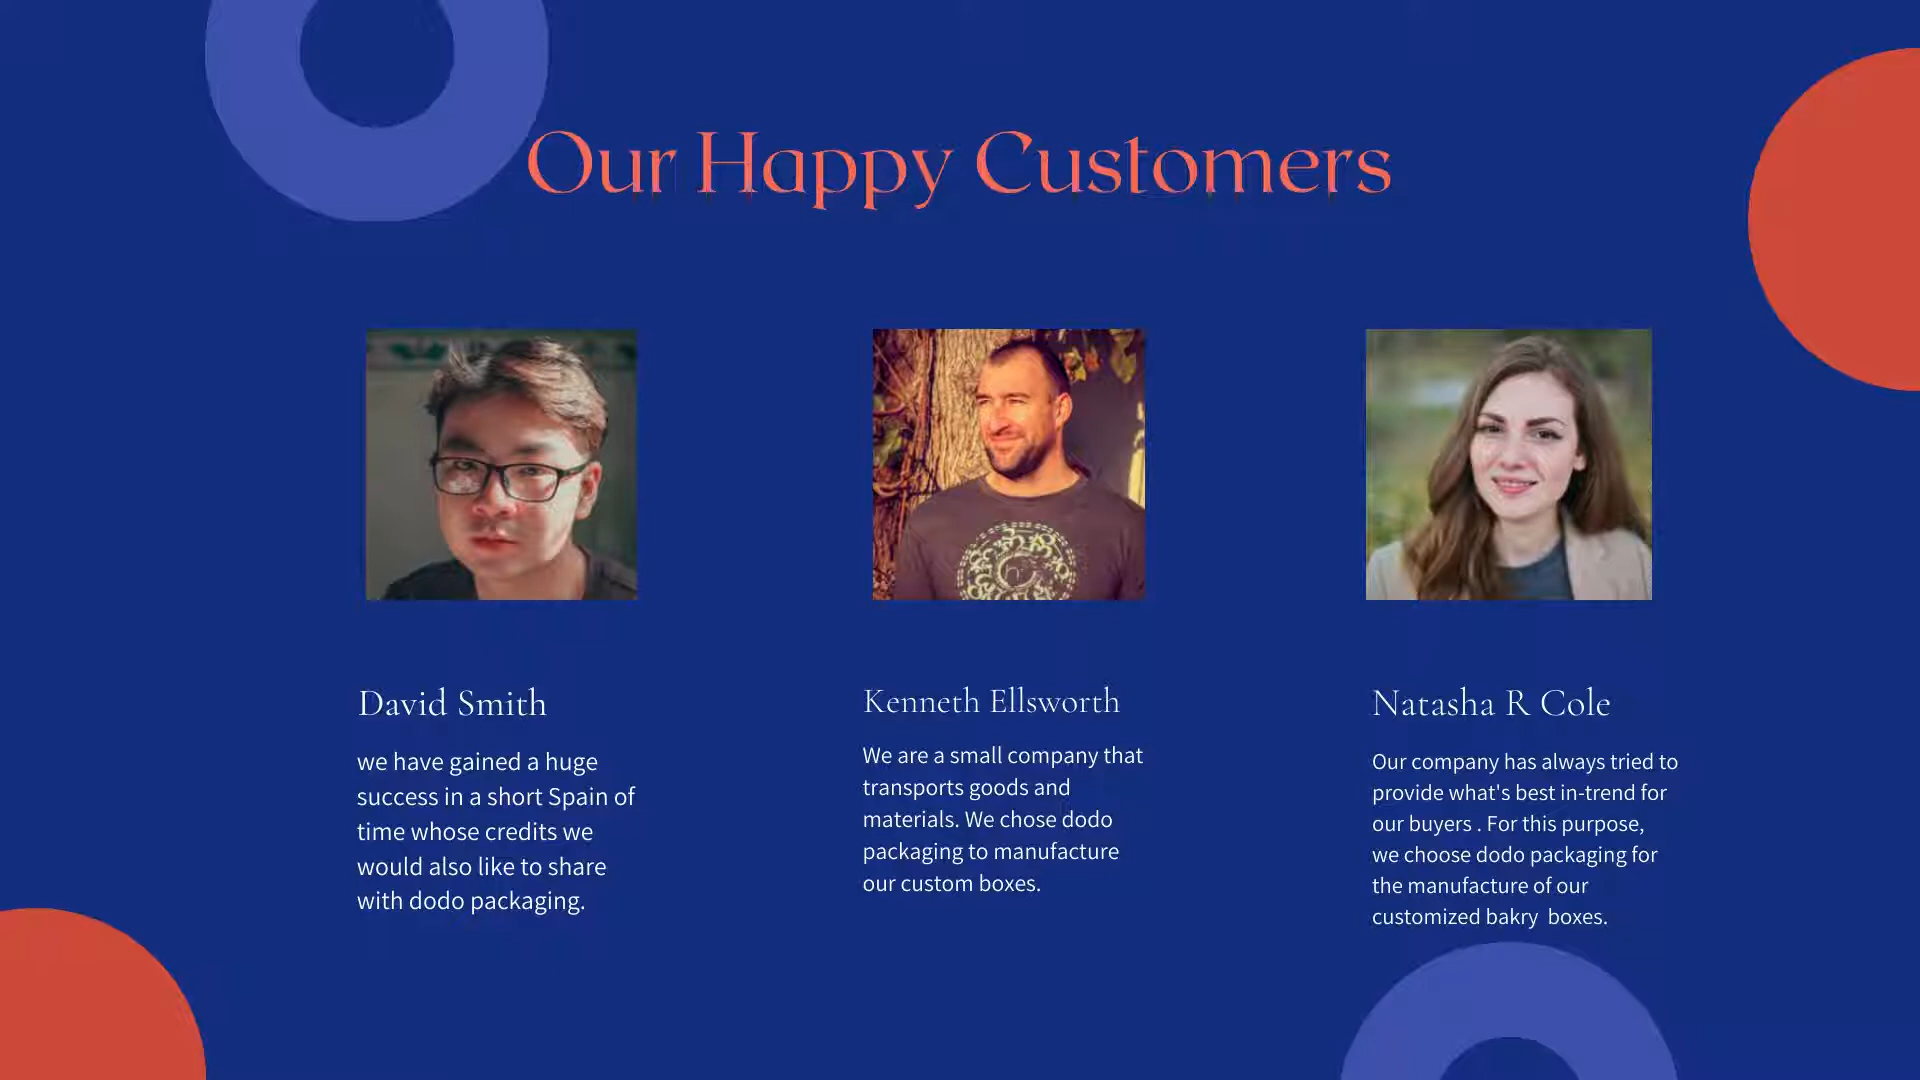 Our Happy Customers
David Smith
we have gained a huge
success in a short Spain of
time whose credits we
would also like to share
with dodo packaging.
Kenneth Ellsworth
We are a small company that
transports goods and
materials. We chose dodo
packaging to manufacture
our custom boxes.
Natasha R Cole
Our company has always tried to
provide what's best in-trend for
our buyers . For this purpose,
we choose dodo packaging for
the manufacture of our
customized bakry  boxes.